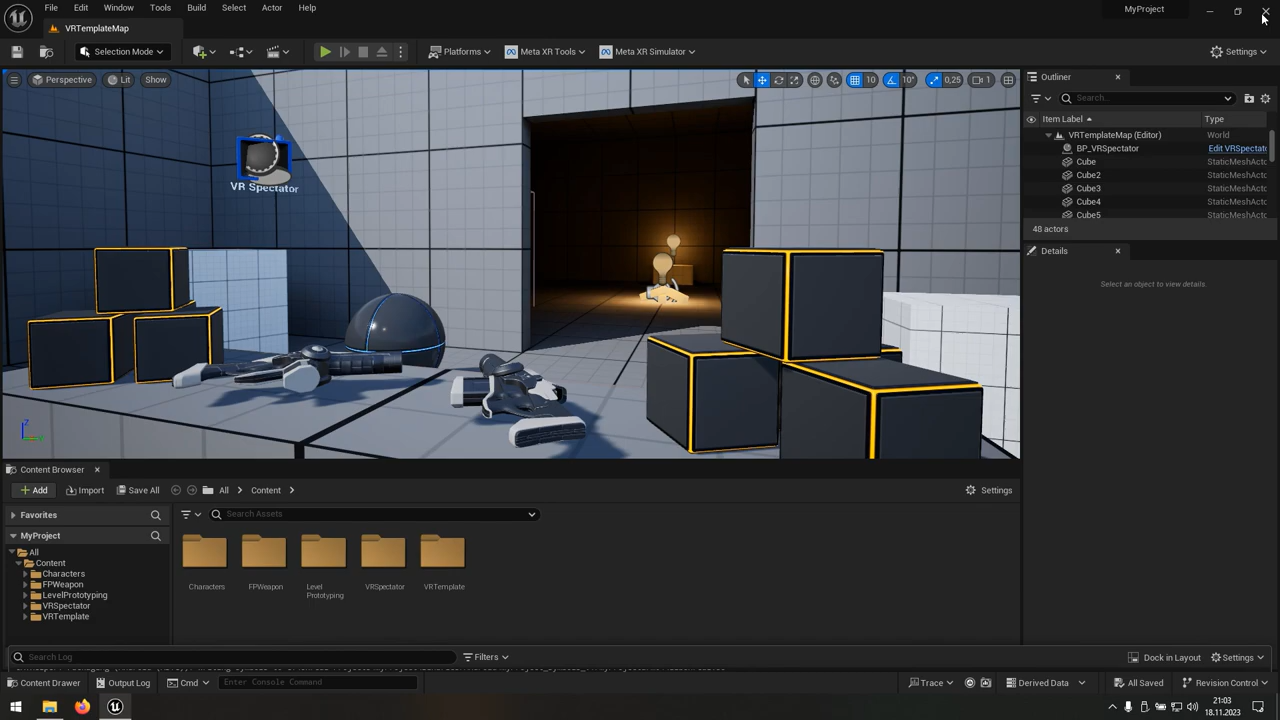 File Edit Window Tools Build Select Actor Help
MyProject
VRTemplateMap
Selection Mode
Platforms
Meta XR Tools
Meta XR Simulator
Settings
Perspective
Lit
Show
10
10°
0,25
1
VR Spectator
Outliner
Search...
Item Label
Type
VRTemplateMap (Editor) World
BP_VRSpectator Edit VRSpectato
Cube StaticMeshActo
Cube2 StaticMeshActo
Cube3 StaticMeshActo
Cube4 StaticMeshActo
Cube5 StaticMeshActo
48 actors
Details
Select an object to view details.
Content Browser
Add
Import
Save All
All
Content
Settings
Favorites
Search Assets
MyProject
All
Content
Characters
FPWeapon
LevelPrototyping
VRSpectator
VRTemplate
Characters
FPWeapon
Level
Prototyping
VRSpectator
VRTemplate
Search Log
Filters
Dock in Layout
Settings
Content Drawer
Output Log
Cmd
Enter Console Command
Trace
Derived Data
All Saved
Revision Control
21:03
18.11.2023